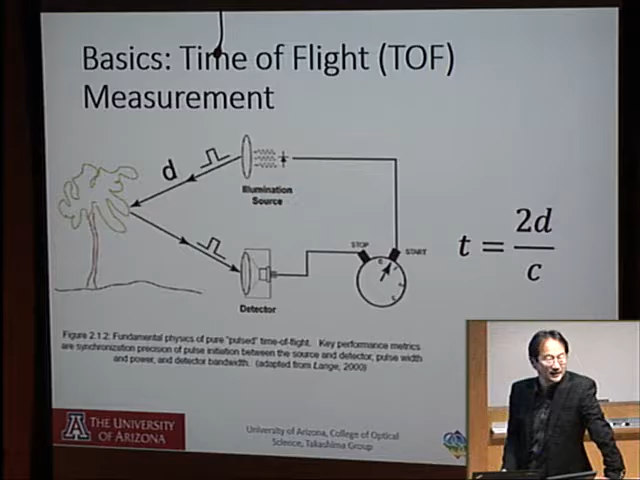 Basics: Time of Flight (TOF)
Measurement
d
Illumination
Source
STOP
START
t = 2d/c
Detector
Figure 2.1.2: Fundamental physics of pure "pulsed" time-of-flight. Key performance metrics
are synchronization precision of pulse initiation between the source and detector, pulse width
and power, and detector bandwidth. (adapted from Lange, 2000)
A
THE UNIVERSITY
OF ARIZONA
University of Arizona, College of Optical
Science, Takashima Group